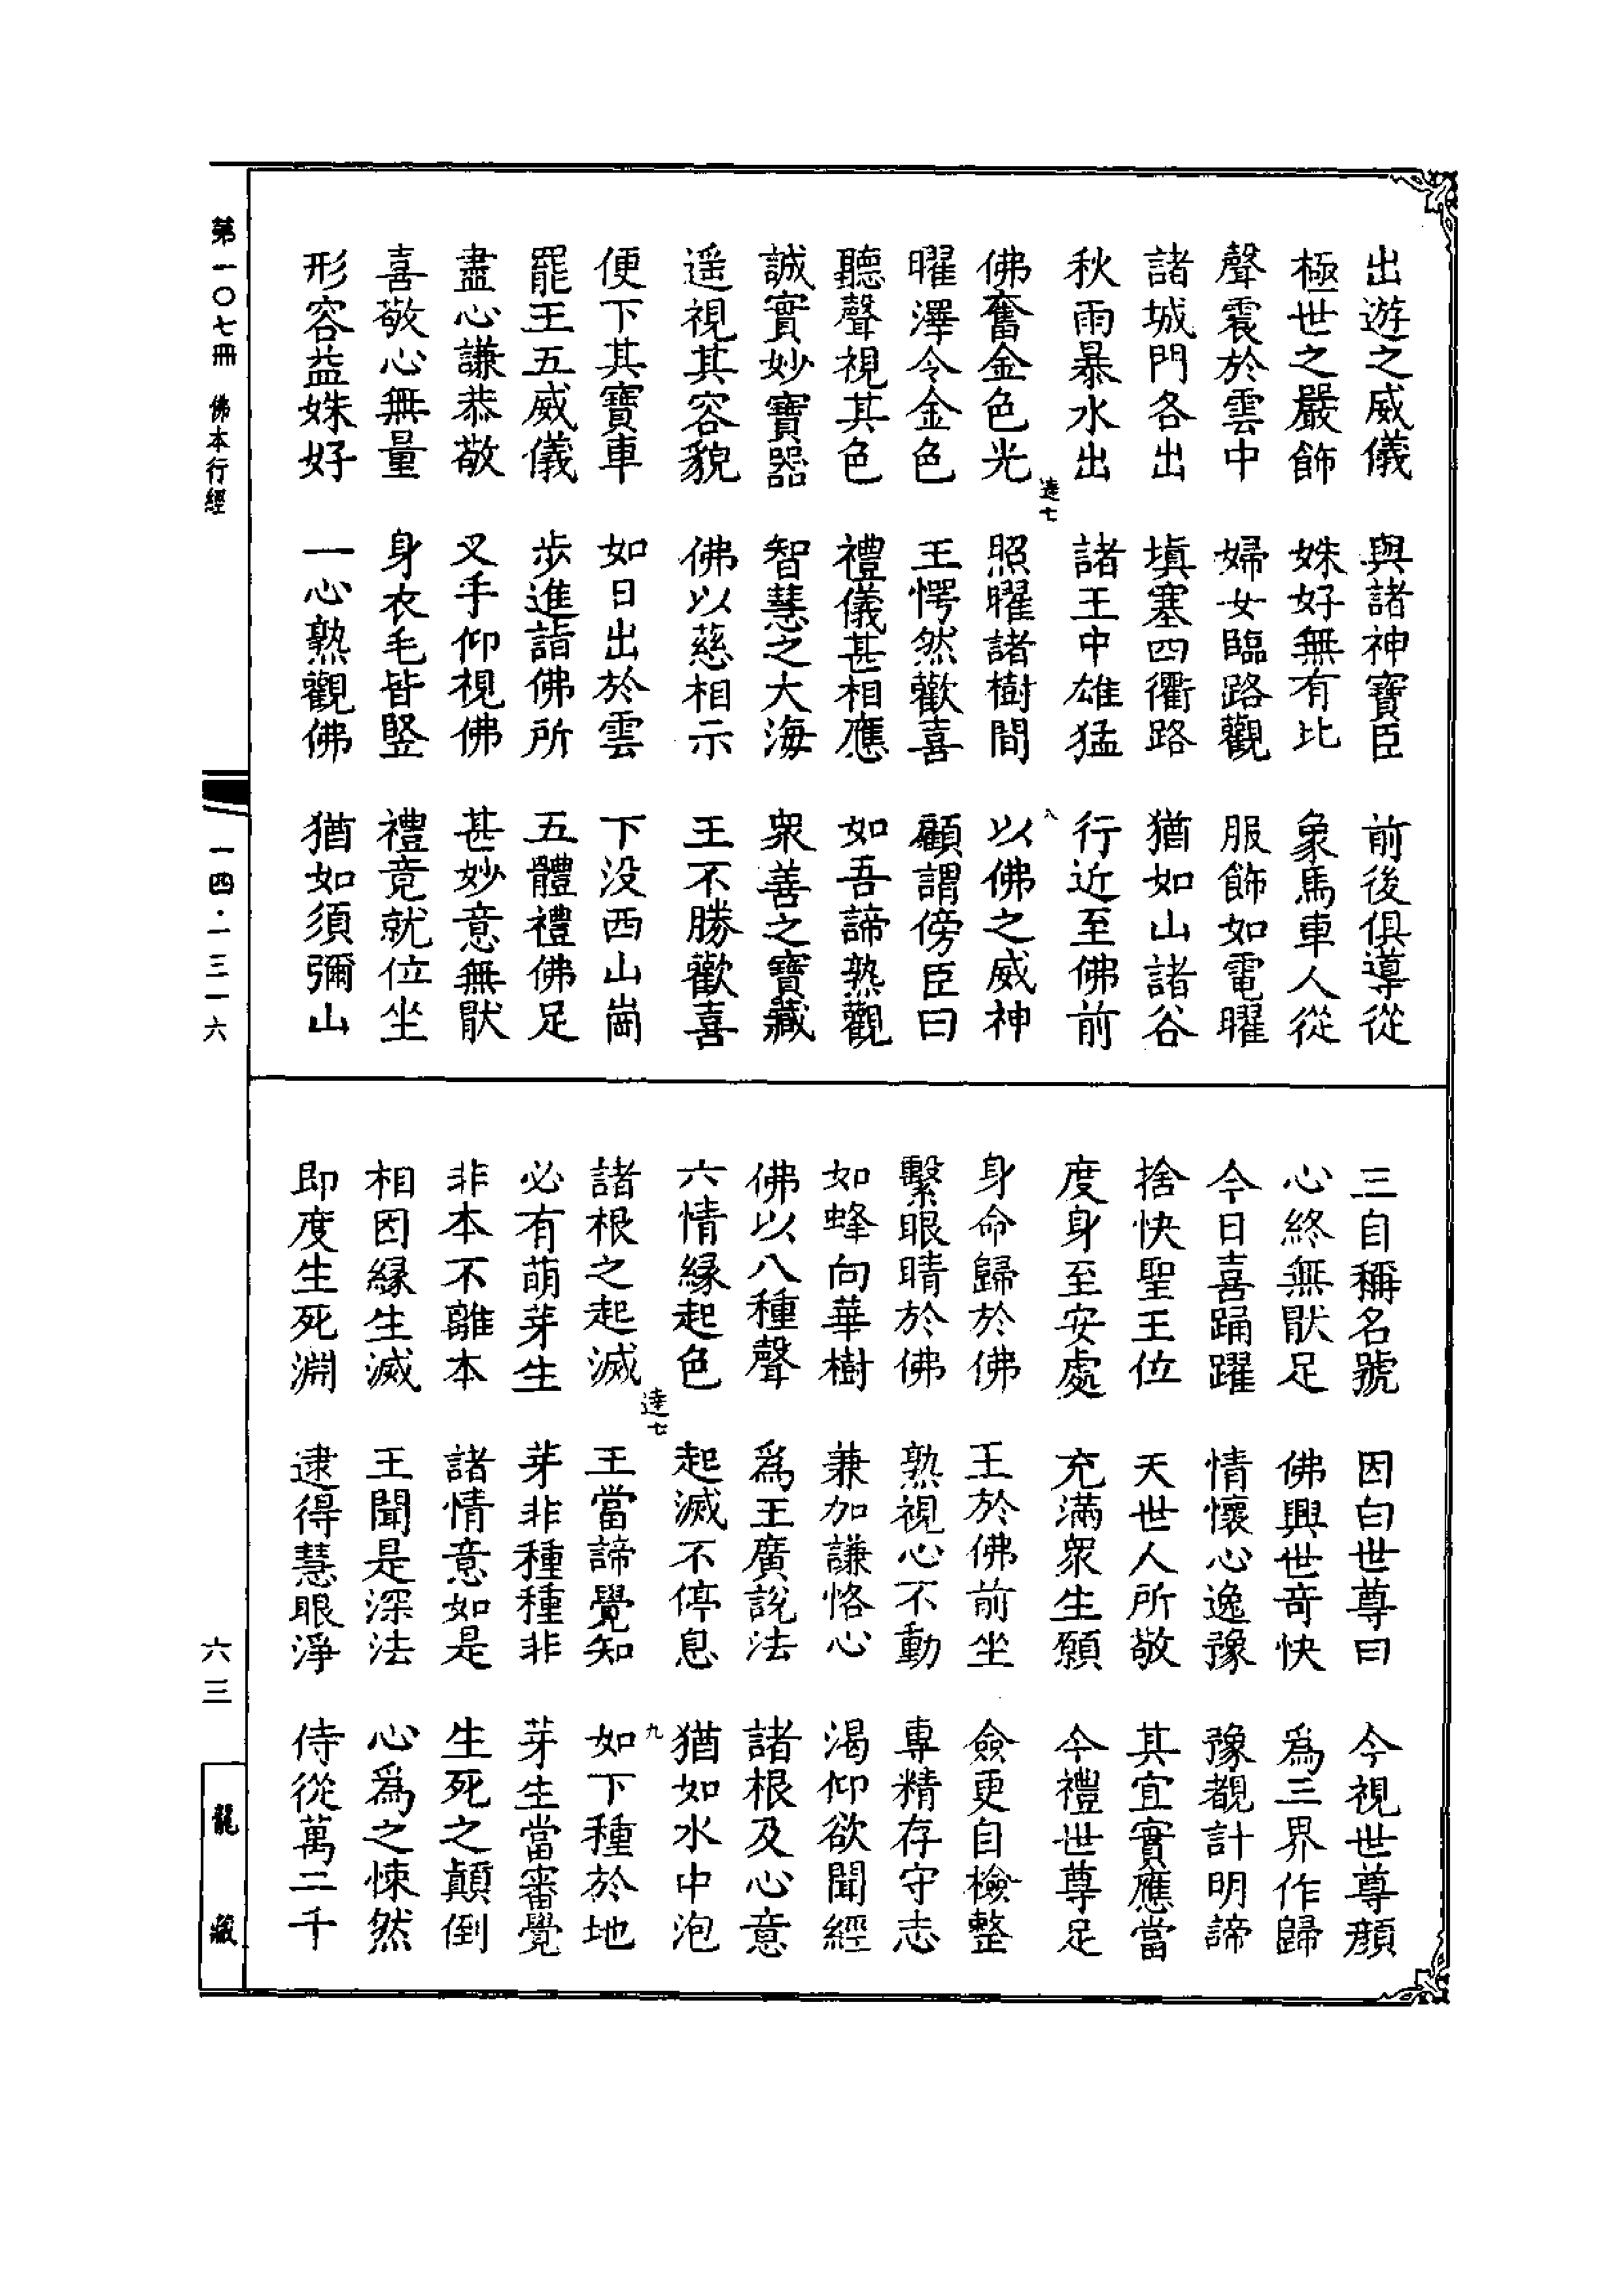 出遊之威儀　與諸神寶臣　前後俱導從
極世之嚴飾　姝好無有比　象馬車人從
聲震於雲中　婦女臨路觀　服飾如電曜
諸城門各出　填塞四衢路　猶如山諸谷
秋雨暴水出　諸王中雄猛　行近至佛前
達七　八
佛奮金色光　照曜諸樹間　以佛之威神
曜澤令金色　王愕然歡喜　顧謂傍臣曰
聽聲視其色　禮儀甚相應　如吾諦熟觀
誠實妙寶器　智慧之大海　衆善之寶藏
遥視其容貌　佛以慈相示　王不勝歡喜
便下其寶車　如日出於雲　下没西山崗
罷王五威儀　步進詣佛所　五體禮佛足
盡心謙恭敬　叉手仰視佛　甚妙意無猒
喜敬心無量　身衣毛皆竪　禮竟就位坐
形容益姝好　一心熟觀佛　猶如須彌山
三自稱名號　因白世尊曰　今視世尊顔
心終無猒足　佛興世奇快　爲三界作歸
今日喜踊躍　情懷心逸豫　豫覩計明諦
捨快聖王位　天世人所敬　其宜實應當
度身至安處　充滿衆生願　今禮世尊足
身命歸於佛　王於佛前坐　僉更自檢整
繫眼睛於佛　熟視心不動　專精存守志
如蜂向華樹　兼加謙恪心　渴仰欲聞經
佛以八種聲　爲王廣說法　諸根及心意
六情緣起色　起滅不停息　猶如水中泡
達七　九
諸根之起滅　王當諦覺知　如下種於地
必有萌芽生　芽非種種非　芽生當審覺
非本不離本　諸情意如是　生死之顛倒
相因緣生滅　王聞是深法　心爲之悚然
即度生死淵　逮得慧眼淨　侍從萬二千
第一〇七冊　佛本行經
一四·一三一六
六三
龍藏